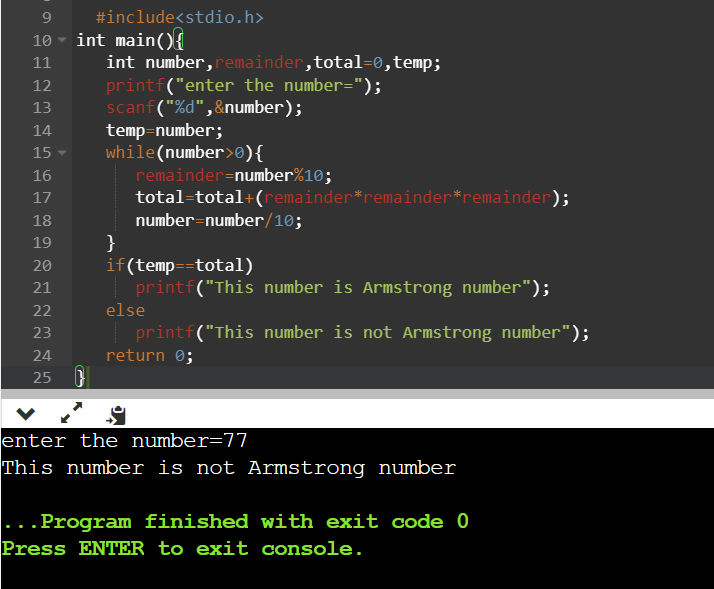 9 #include<stdio.h>
10 int main(){
11 int number,remainder,total=0,temp;
12 printf("enter the number=");
13 scanf("%d",&number);
14 temp=number;
15 while(number>0){
16 remainder=number%10;
17 total=total+(remainder*remainder*remainder);
18 number=number/10;
19 }
20 if(temp==total)
21 printf("This number is Armstrong number");
22 else
23 printf("This number is not Armstrong number");
24 return 0;
25 }
enter the number=77
This number is not Armstrong number
...Program finished with exit code 0
Press ENTER to exit console.